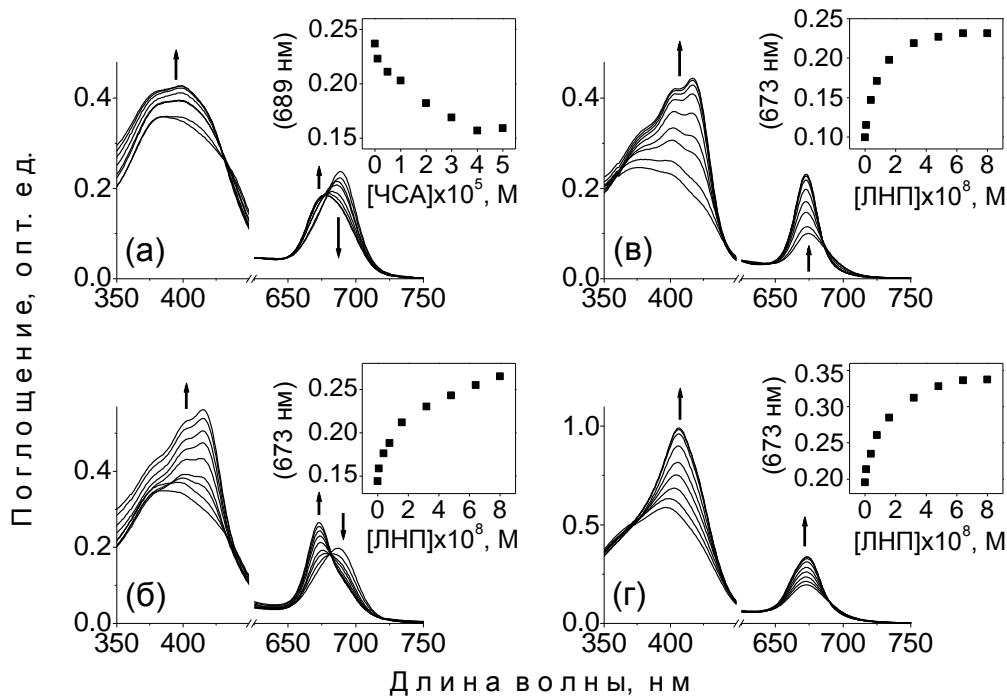 Поглощение, опт. ед.
(а)
0.4
0.2
0.0
350 400 650 700 750
(689 нм)
0.25
0.20
0.15
0 1 2 3 4 5
[ЧСА]x10⁵, М
(в)
0.4
0.2
0.0
350 400 650 700 750
(673 нм)
0.25
0.20
0.15
0.10
0 2 4 6 8
[ЛНП]x10⁸, М
(б)
0.4
0.2
0.0
350 400 650 700 750
(673 нм)
0.25
0.20
0.15
0 2 4 6 8
[ЛНП]x10⁸, М
(г)
1.0
0.5
0.0
350 400 650 700 750
(673 нм)
0.35
0.30
0.25
0.20
0 2 4 6 8
[ЛНП]x10⁸, М
Длина волны, нм